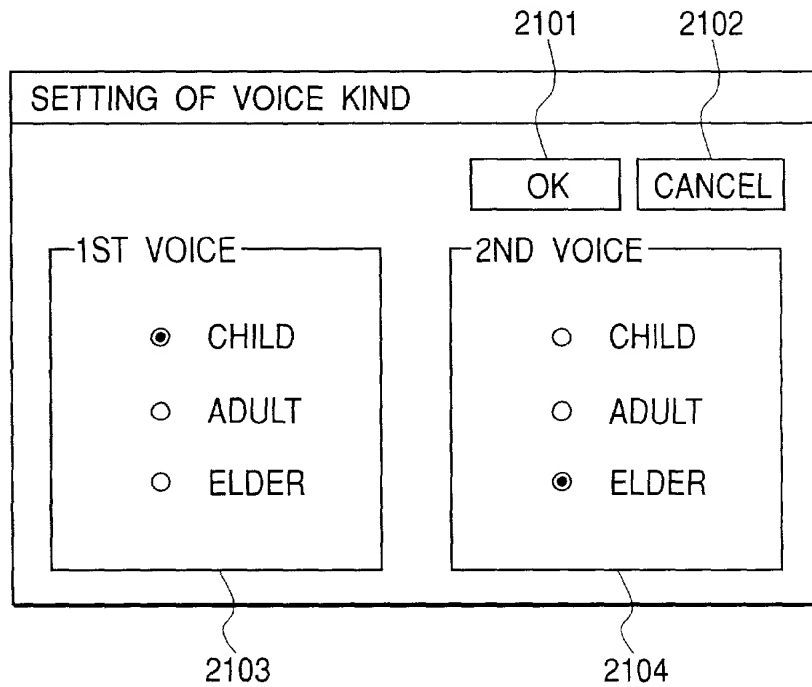 2101 2102
SETTING OF VOICE KIND
OK CANCEL
1ST VOICE 2ND VOICE
CHILD CHILD
ADULT ADULT
ELDER ELDER
2103 2104